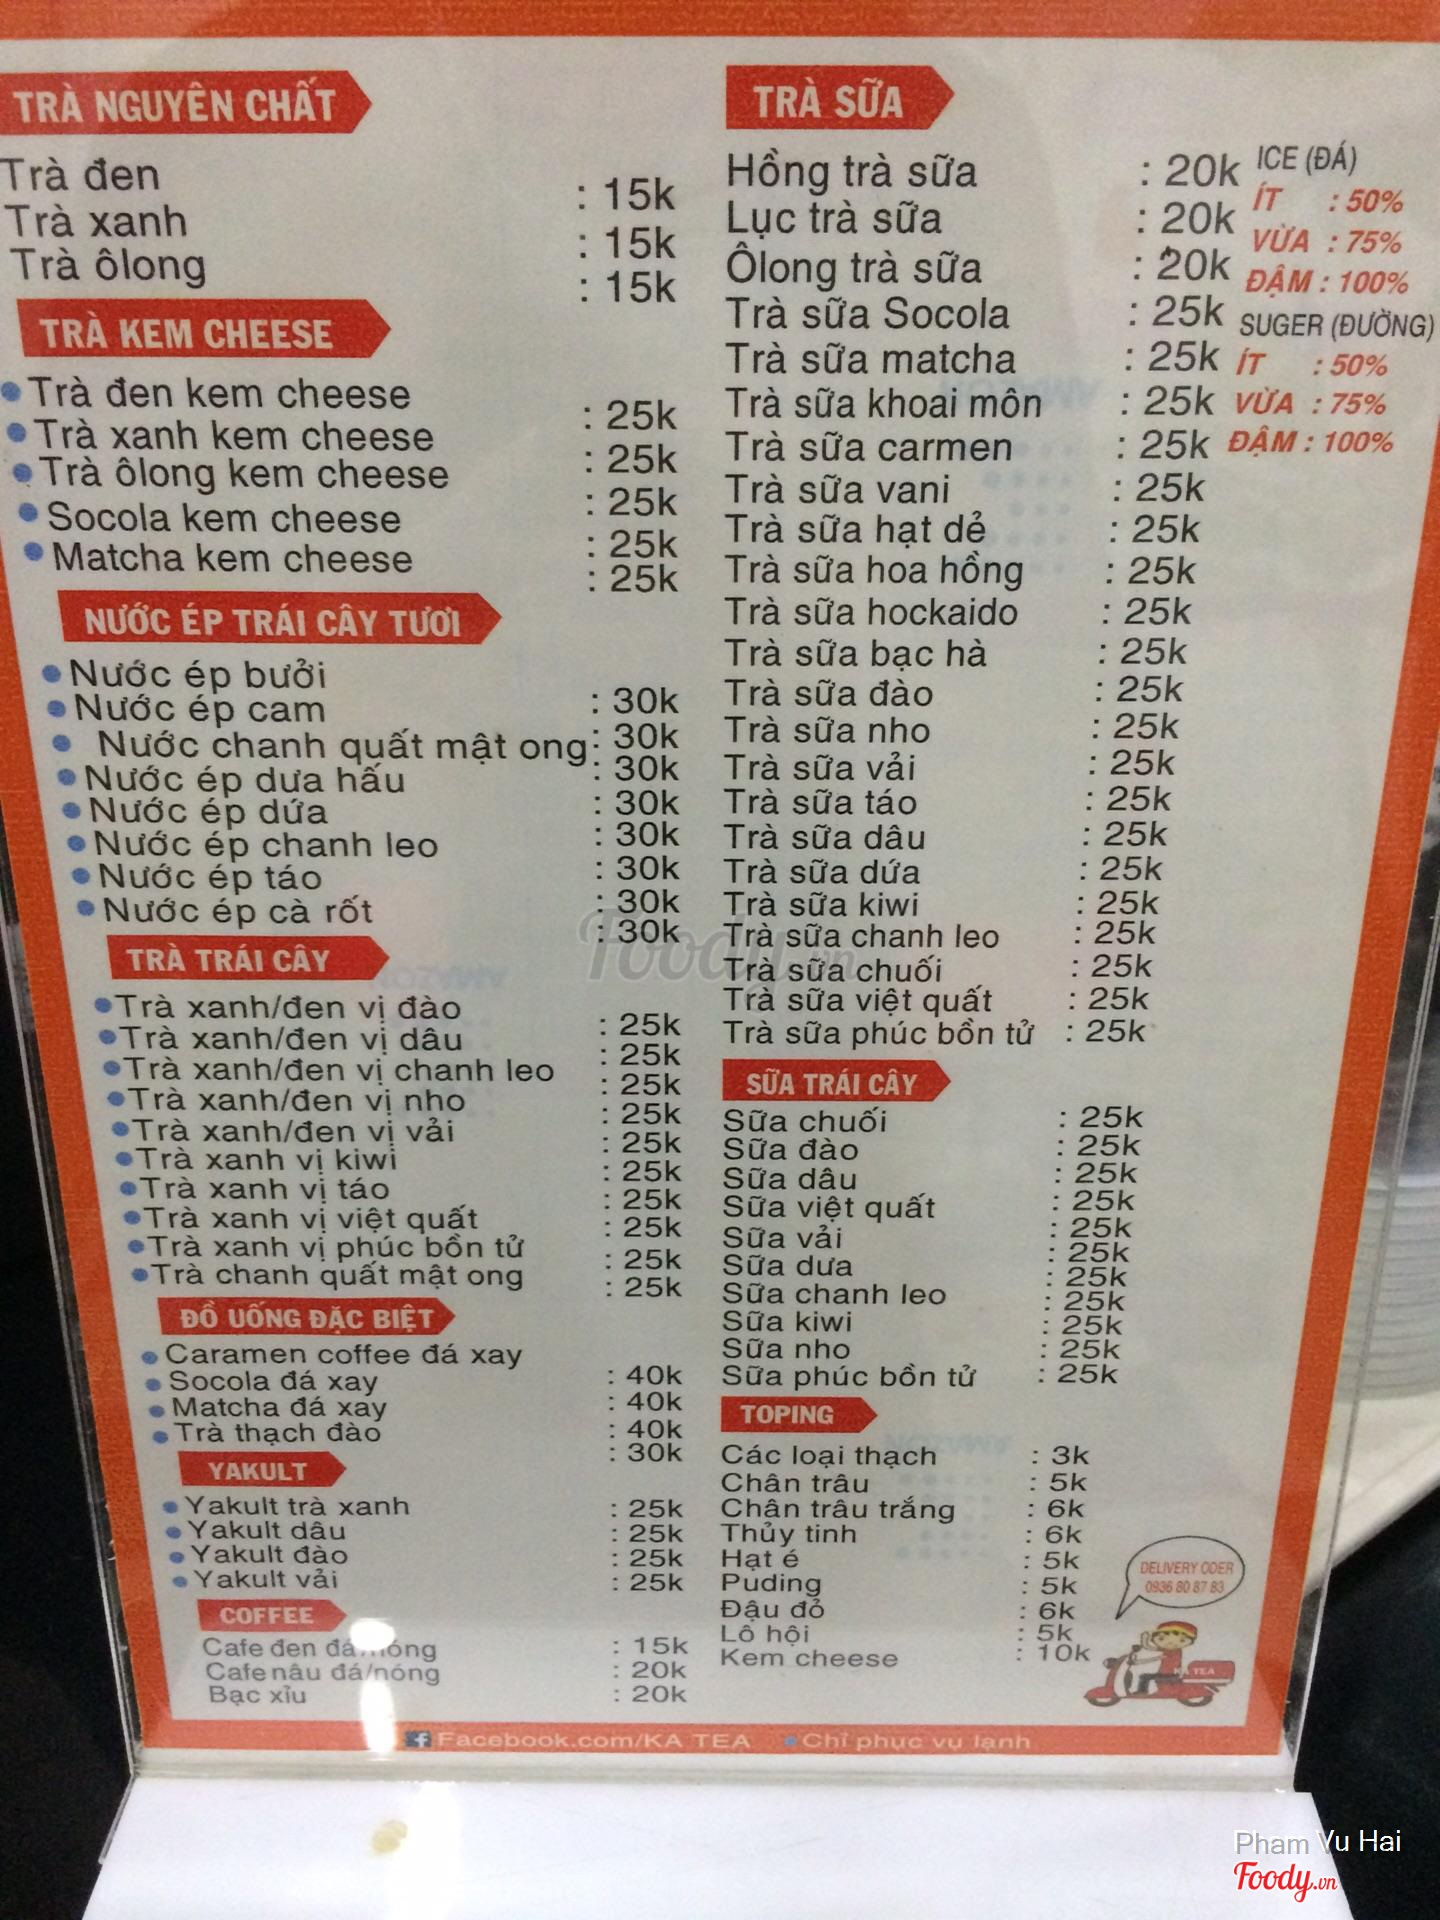 TRÀ NGUYÊN CHẤT
Trà đen : 15k
Trà xanh : 15k
Trà ôlong : 15k
TRÀ KEM CHEESE
Trà đen kem cheese : 25k
Trà xanh kem cheese : 25k
Trà ôlong kem cheese : 25k
Socola kem cheese : 25k
Matcha kem cheese : 25k
NƯỚC ÉP TRÁI CÂY TƯƠI
Nước ép bưởi : 30k
Nước ép cam : 30k
Nước chanh quất mật ong : 30k
Nước ép dưa hấu : 30k
Nước ép dứa : 30k
Nước ép chanh leo : 30k
Nước ép táo : 30k
Nước ép cà rốt : 30k
TRÀ TRÁI CÂY
Trà xanh/đen vị đào : 25k
Trà xanh/đen vị dâu : 25k
Trà xanh/đen vị chanh leo : 25k
Trà xanh/đen vị nho : 25k
Trà xanh/đen vị vải : 25k
Trà xanh vị kiwi : 25k
Trà xanh vị táo : 25k
Trà xanh vị việt quất : 25k
Trà xanh vị phúc bồn tử : 25k
Trà chanh quất mật ong : 25k
ĐỒ UỐNG ĐẶC BIỆT
Caramen coffee đá xay : 40k
Socola đá xay : 40k
Matcha đá xay : 40k
Trà thạch đào : 30k
YAKULT
Yakult trà xanh : 25k
Yakult dâu : 25k
Yakult đào : 25k
Yakult vải : 25k
COFFEE
Cafe đen đá/nóng : 15k
Cafe nâu đá/nóng : 20k
Bạc xỉu : 20k
TRÀ SỮA
Hồng trà sữa : 20k
Lục trà sữa : 20k
Ôlong trà sữa : 20k
Trà sữa Socola : 25k
Trà sữa matcha : 25k
Trà sữa khoai môn : 25k
Trà sữa carmen : 25k
Trà sữa vani : 25k
Trà sữa hạt dẻ : 25k
Trà sữa hoa hồng : 25k
Trà sữa hockaido : 25k
Trà sữa bạc hà : 25k
Trà sữa đào : 25k
Trà sữa nho : 25k
Trà sữa vải : 25k
Trà sữa táo : 25k
Trà sữa dâu : 25k
Trà sữa dứa : 25k
Trà sữa kiwi : 25k
Trà sữa chanh leo : 25k
Trà sữa chuối : 25k
Trà sữa việt quất : 25k
Trà sữa phúc bồn tử : 25k
ICE (ĐÁ)
ÍT : 50%
VỪA : 75%
ĐẬM : 100%
SUGER (ĐƯỜNG)
ÍT : 50%
VỪA : 75%
ĐẬM : 100%
SỮA TRÁI CÂY
Sữa chuối : 25k
Sữa đào : 25k
Sữa dâu : 25k
Sữa việt quất : 25k
Sữa vải : 25k
Sữa dưa : 25k
Sữa chanh leo : 25k
Sữa kiwi : 25k
Sữa nho : 25k
Sữa phúc bồn tử : 25k
TOPING
Các loại thạch : 3k
Chân trâu : 5k
Chân trâu trắng : 6k
Thủy tinh : 6k
Hạt é : 5k
Puding : 5k
Đậu đỏ : 6k
Lô hội : 5k
Kem cheese : 10k
DELIVERY ODER
0936 80 87 83
KA TEA
Facebook.com/KA TEA • Chỉ phục vụ lạnh
Foody.vn
Pham Vu Hai
Foody.vn